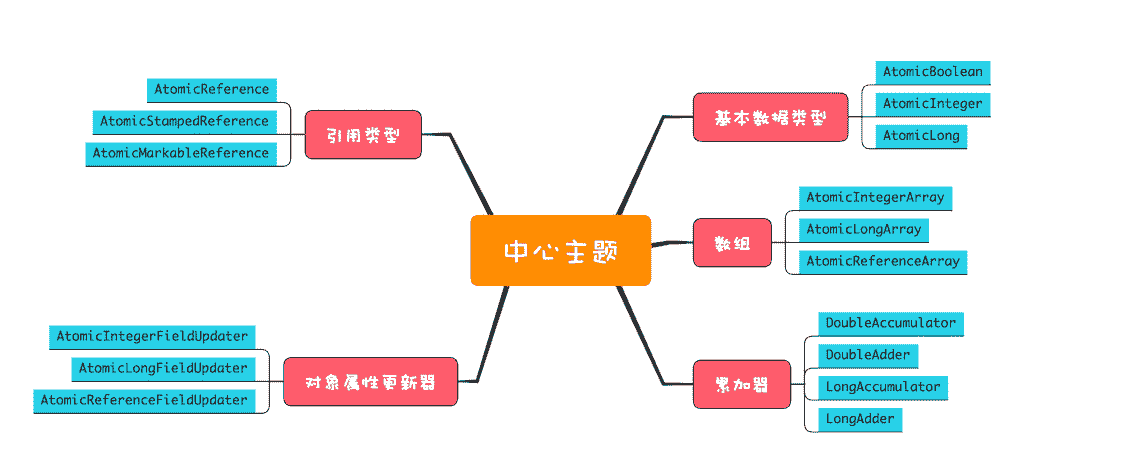 中心主题
引用类型
AtomicReference
AtomicStampedReference
AtomicMarkableReference
对象属性更新器
AtomicIntegerFieldUpdater
AtomicLongFieldUpdater
AtomicReferenceFieldUpdater
基本数据类型
AtomicBoolean
AtomicInteger
AtomicLong
数组
AtomicIntegerArray
AtomicLongArray
AtomicReferenceArray
累加器
DoubleAccumulator
DoubleAdder
LongAccumulator
LongAdder